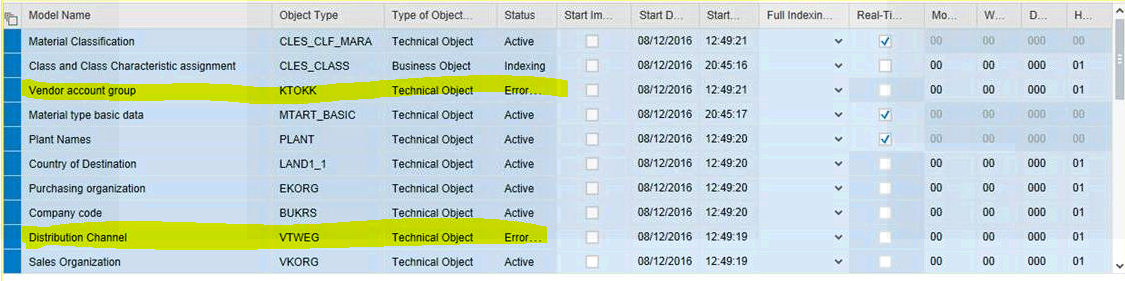 Model Name Object Type Type of Object... Status Start Im... Start D... Start... Full Indexin... Real-Ti... Mo... W... D... H...
Material Classification CLES_CLF_MARA Technical Object Active 08/12/2016 12:49:21 00 00 000 00
Class and Class Characteristic assignment CLES_CLASS Business Object Indexing 08/12/2016 20:45:16 00 00 000 01
Vendor account group KTOKK Technical Object Error... 08/12/2016 12:49:21 00 00 000 01
Material type basic data MTART_BASIC Technical Object Active 08/12/2016 20:45:17 00 00 000 00
Plant Names PLANT Technical Object Active 08/12/2016 12:49:20 00 00 000 00
Country of Destination LAND1_1 Technical Object Active 08/12/2016 12:49:20 00 00 000 01
Purchasing organization EKORG Technical Object Active 08/12/2016 12:49:20 00 00 000 01
Company code BUKRS Technical Object Active 08/12/2016 12:49:20 00 00 000 01
Distribution Channel VTWEG Technical Object Error... 08/12/2016 12:49:19 00 00 000 01
Sales Organization VKORG Technical Object Active 08/12/2016 12:49:19 00 00 000 01